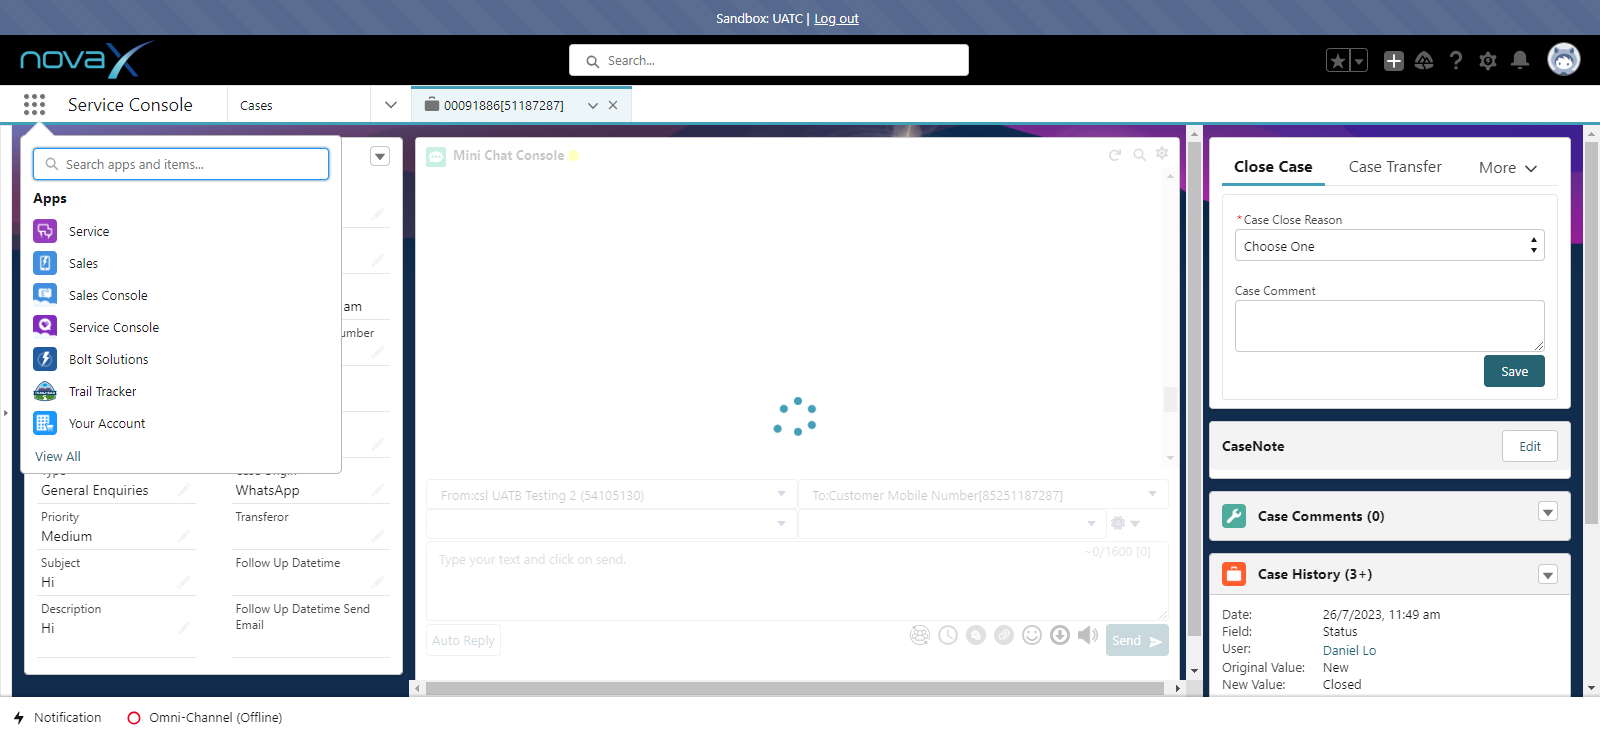 Sandbox: UATC | Log out
novaX
Search...
Service Console
Cases
00091886[51187287]
Search apps and items...
Apps
Service
Sales
Sales Console
Service Console
Bolt Solutions
Trail Tracker
Your Account
View All
am
General Enquiries
WhatsApp
Priority
Transferor
Medium
Subject
Follow Up Datetime
Hi
Description
Follow Up Datetime Send
Email
Hi
Mini Chat Console
From:csl UATB Testing 2 (54105130)
To:Customer Mobile Number[85251187287]
Type your text and click on send.
~0/1600 [0]
Auto Reply
Send
Close Case
Case Transfer
More
*Case Close Reason
Choose One
Case Comment
Save
CaseNote
Edit
Case Comments (0)
Case History (3+)
Date: 26/7/2023, 11:49 am
Field: Status
User: Daniel Lo
Original Value: New
New Value: Closed
Notification
Omni-Channel (Offline)